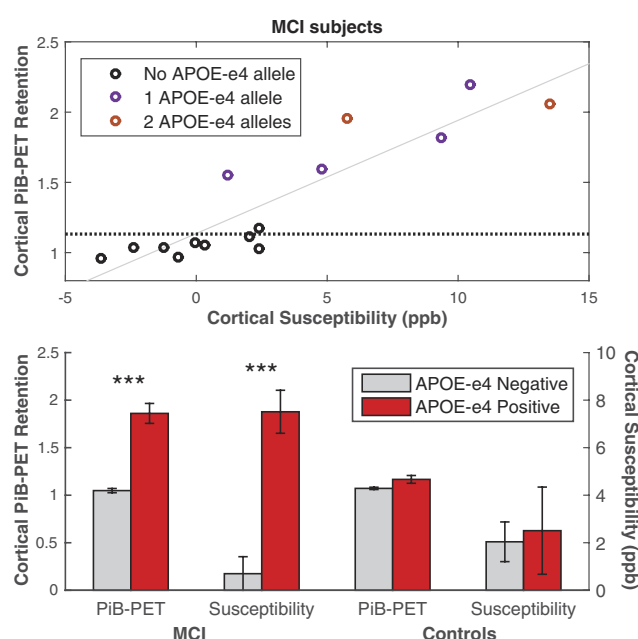 MCI subjects
2.5
2
1.5
1
Cortical PiB-PET Retention
No APOE-e4 allele
1 APOE-e4 allele
2 APOE-e4 alleles
-5 0 5 10 15
Cortical Susceptibility (ppb)
2.5
2
1.5
1
0.5
0
Cortical PiB-PET Retention
***
***
APOE-e4 Negative
APOE-e4 Positive
10
8
6
4
2
0
Cortical Susceptibility
(ppb)
PiB-PET Susceptibility PiB-PET Susceptibility
MCI Controls